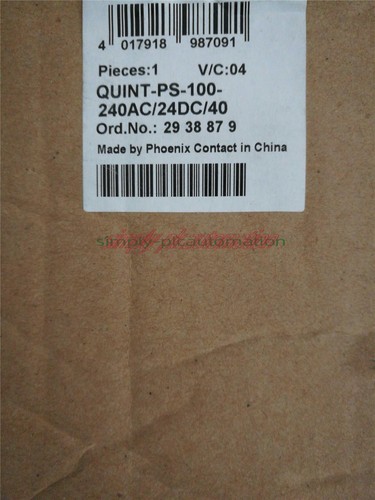 4 017918 987091
Pieces:1 V/C:04
QUINT-PS-100-
240AC/24DC/40
Ord.No.: 29 38 87 9
Made by Phoenix Contact in China
simply-plcautomation